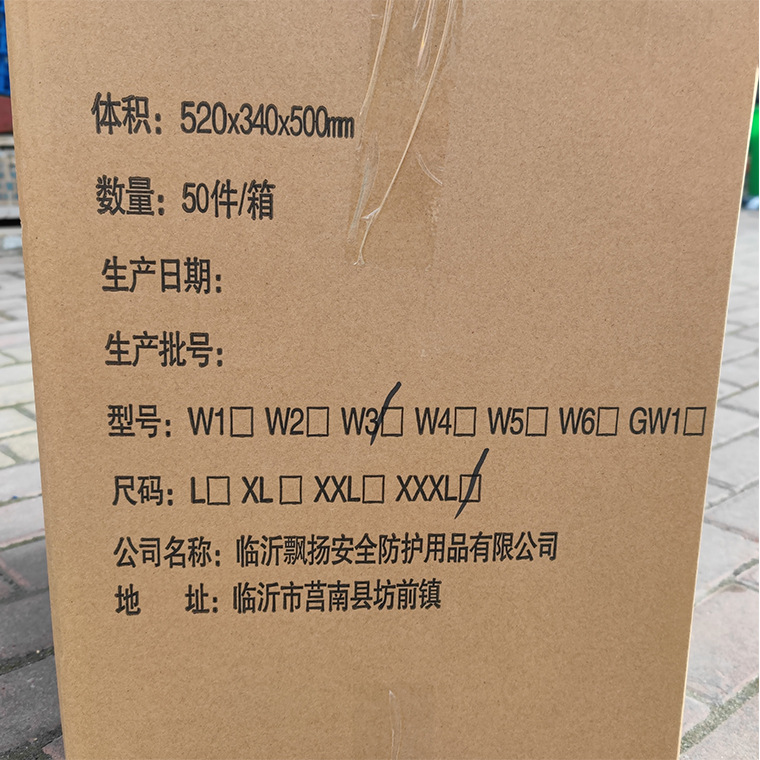 体积：520x340x500mm
数量：50件/箱
生产日期：
生产批号：
型号：W1□ W2□ W3□ W4□ W5□ W6□ GW1□
尺码：L□ XL□ XXL□ XXXL□
公司名称：临沂飘扬安全防护用品有限公司
地 址：临沂市莒南县坊前镇